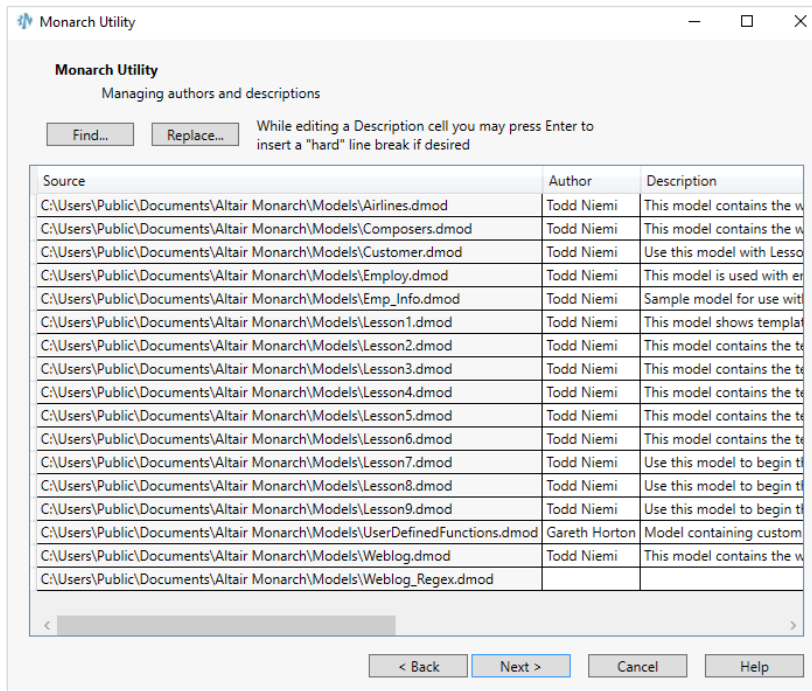 Monarch Utility
Monarch Utility
Managing authors and descriptions
Find... Replace... While editing a Description cell you may press Enter to
insert a "hard" line break if desired
Source Author Description
C:\Users\Public\Documents\Altair Monarch\Models\Airlines.dmod Todd Niemi This model contains the w
C:\Users\Public\Documents\Altair Monarch\Models\Composers.dmod Todd Niemi This model contains the w
C:\Users\Public\Documents\Altair Monarch\Models\Customer.dmod Todd Niemi Use this model with Lesso
C:\Users\Public\Documents\Altair Monarch\Models\Employ.dmod Todd Niemi This model is used with er
C:\Users\Public\Documents\Altair Monarch\Models\Emp_Info.dmod Todd Niemi Sample model for use with
C:\Users\Public\Documents\Altair Monarch\Models\Lesson1.dmod Todd Niemi This model shows templat
C:\Users\Public\Documents\Altair Monarch\Models\Lesson2.dmod Todd Niemi This model contains the te
C:\Users\Public\Documents\Altair Monarch\Models\Lesson3.dmod Todd Niemi This model contains the te
C:\Users\Public\Documents\Altair Monarch\Models\Lesson4.dmod Todd Niemi This model contains the te
C:\Users\Public\Documents\Altair Monarch\Models\Lesson5.dmod Todd Niemi This model contains the te
C:\Users\Public\Documents\Altair Monarch\Models\Lesson6.dmod Todd Niemi This model contains the te
C:\Users\Public\Documents\Altair Monarch\Models\Lesson7.dmod Todd Niemi Use this model to begin th
C:\Users\Public\Documents\Altair Monarch\Models\Lesson8.dmod Todd Niemi Use this model to begin th
C:\Users\Public\Documents\Altair Monarch\Models\Lesson9.dmod Todd Niemi Use this model to begin th
C:\Users\Public\Documents\Altair Monarch\Models\UserDefinedFunctions.dmod Gareth Horton Model containing custom
C:\Users\Public\Documents\Altair Monarch\Models\Weblog.dmod Todd Niemi This model contains the w
C:\Users\Public\Documents\Altair Monarch\Models\Weblog_Regex.dmod
< Back Next > Cancel Help